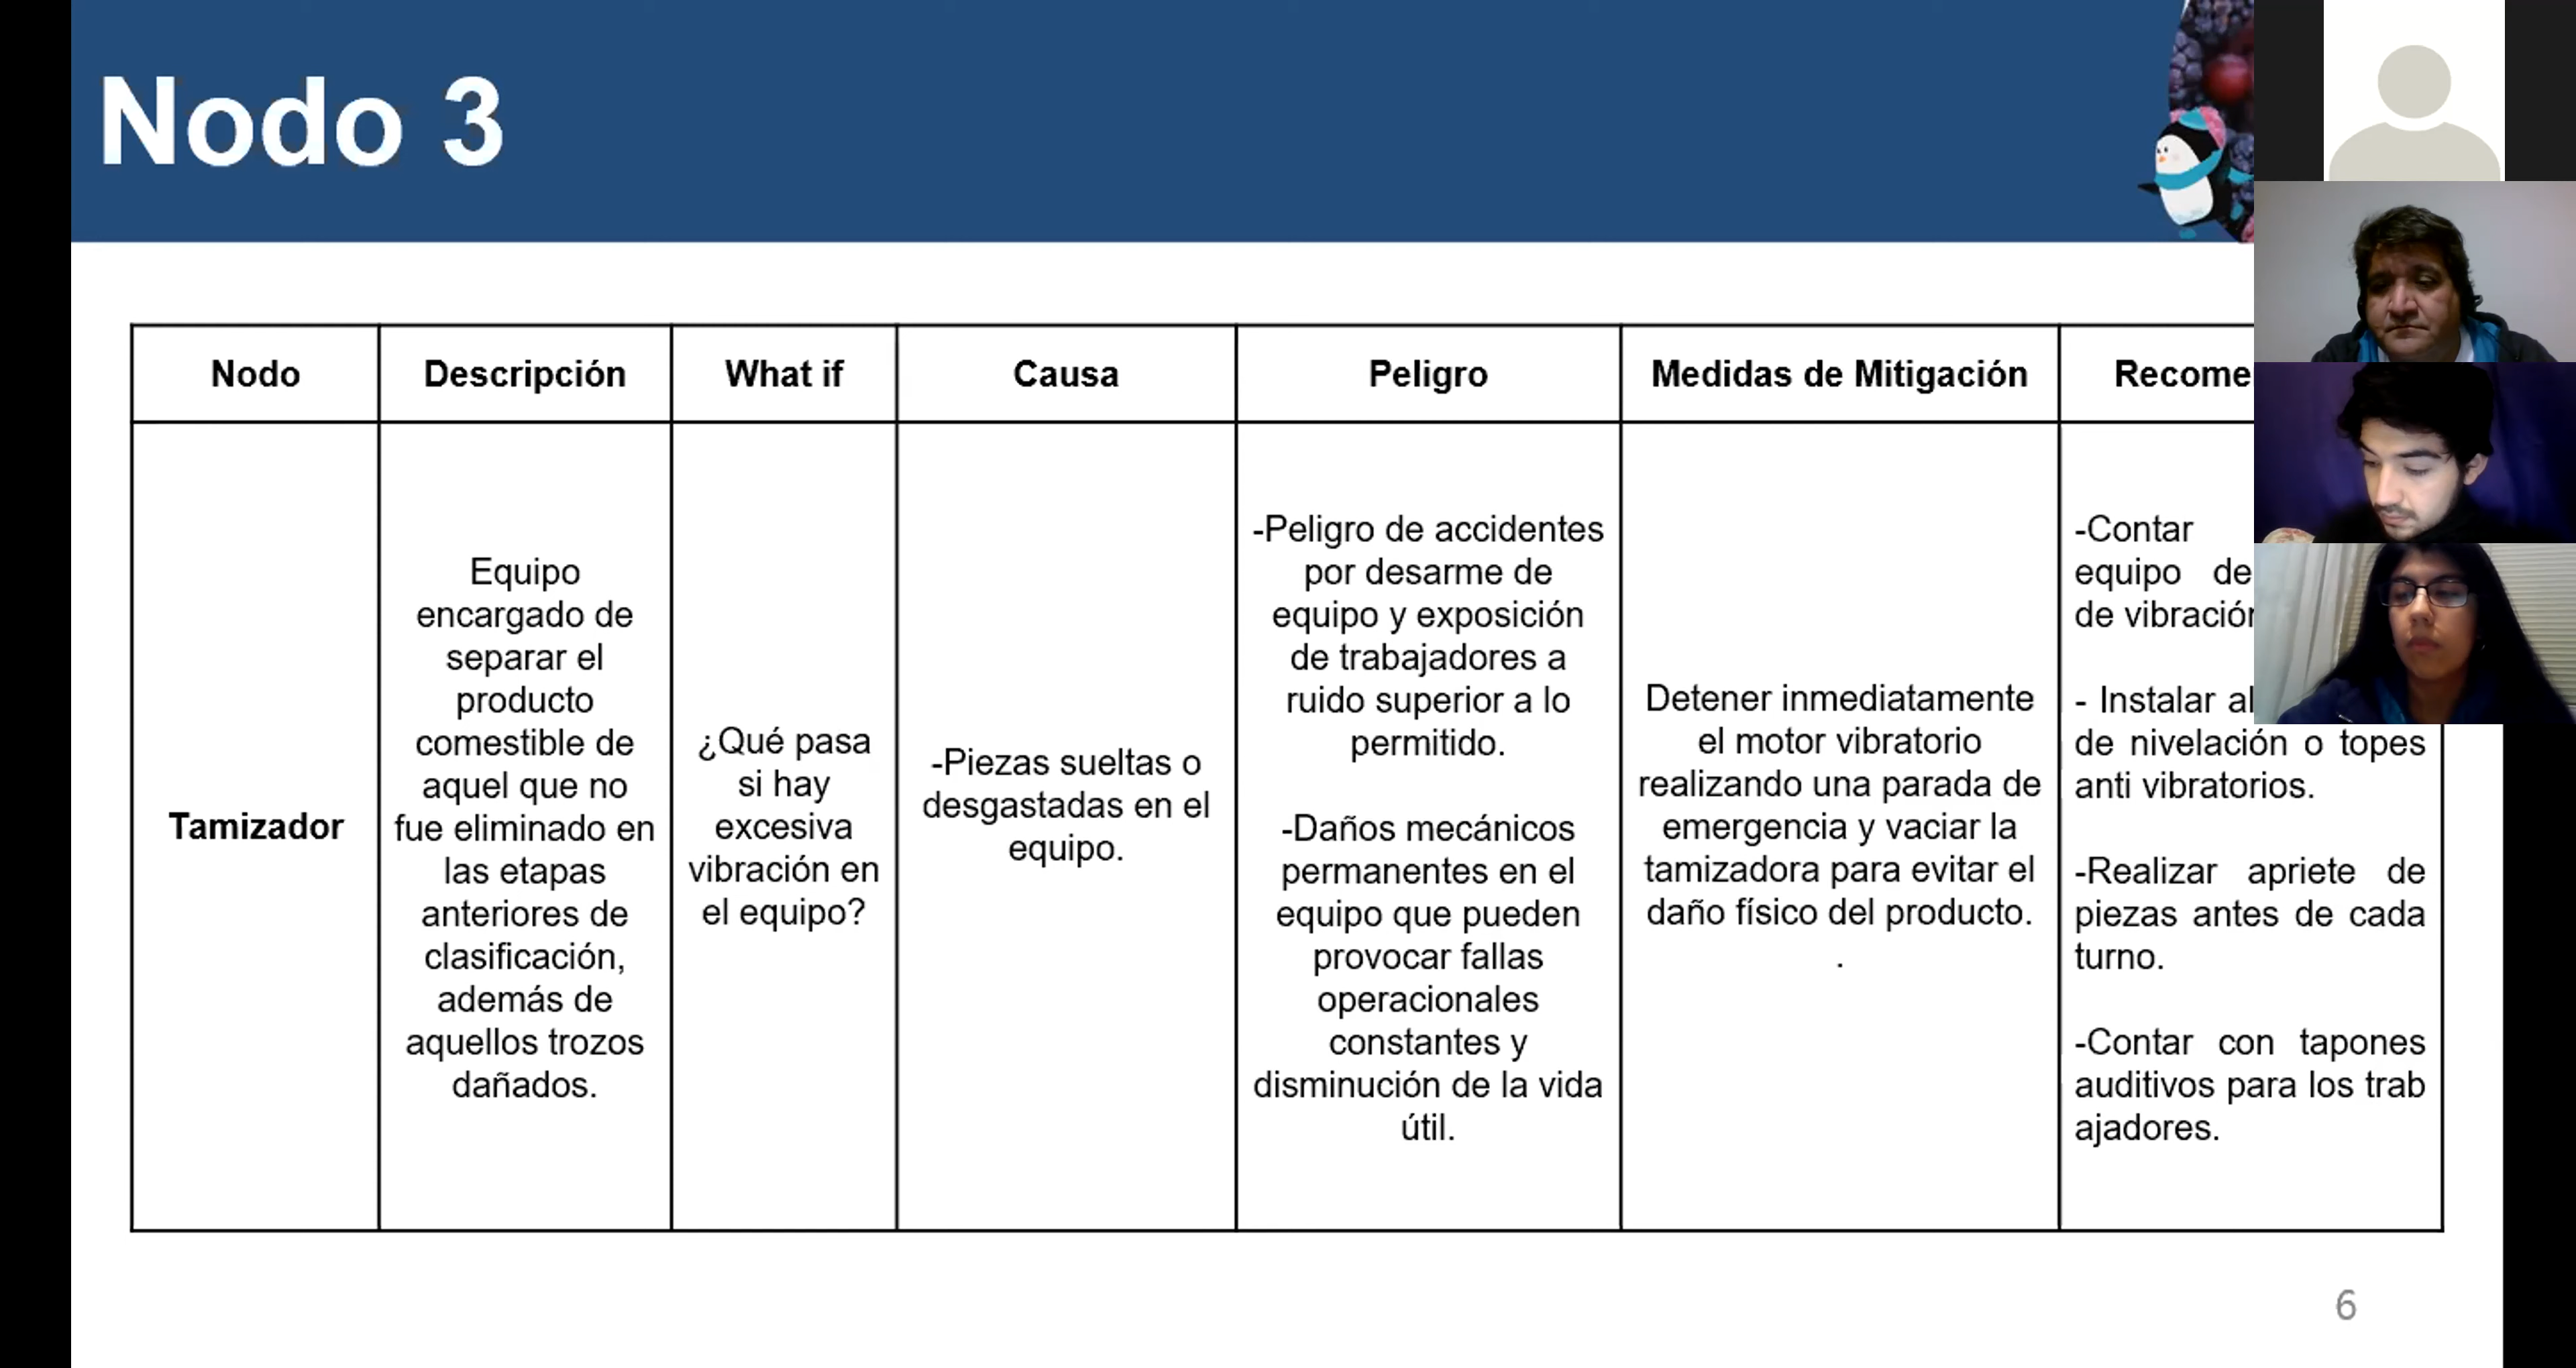 Nodo 3
Nodo
Descripción
What if
Causa
Peligro
Medidas de Mitigación
Tamizador
Equipo
encargado de
separar el
producto
comestible de
aquel que no
fue eliminado en
las etapas
anteriores de
clasificación,
además de
aquellos trozos
dañados.
¿Qué pasa
si hay
excesiva
vibración en
el equipo?
-Piezas sueltas o
desgastadas en el
equipo.
-Peligro de accidentes
por desarme de
equipo y exposición
de trabajadores a
ruido superior a lo
permitido.
-Daños mecánicos
permanentes en el
equipo que pueden
provocar fallas
operacionales
constantes y
disminución de la vida
útil.
Detener inmediatamente
el motor vibratorio
realizando una parada de
emergencia y vaciar la
tamizadora para evitar el
daño físico del producto.
.
-Contar
equipo de
de
- Instalar
de nivelación o topes
anti vibratorios.
-Realizar apriete de
piezas antes de cada
turno.
-Contar con tapones
auditivos para los trab
ajadores.
6